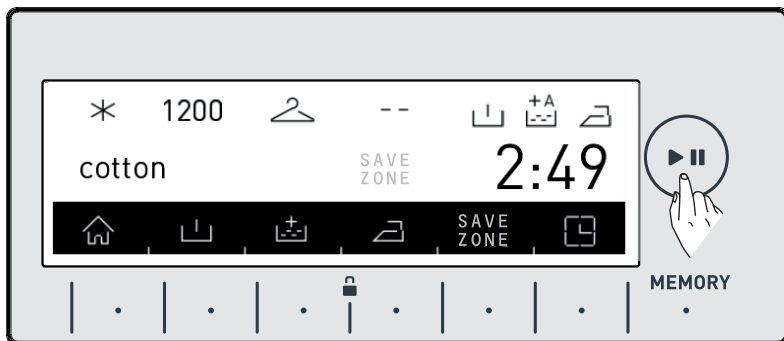 1200 -- +A
cotton SAVE ZONE 2:49
SAVE ZONE
MEMORY